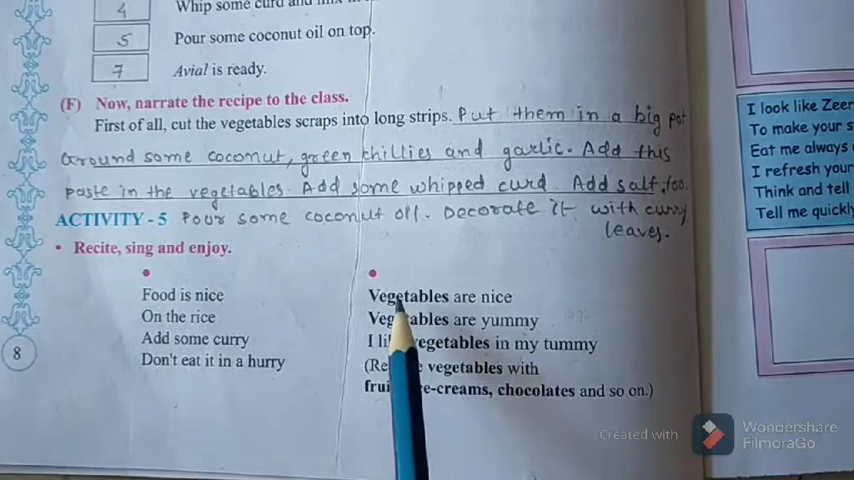 4 Whip some curd and mix in
5 Pour some coconut oil on top.
7 Avial is ready.
(F) Now, narrate the recipe to the class.
First of all, cut the vegetables scraps into long strips. Put them in a big pot
Ground some coconut, green chillies and garlic. Add this
paste in the vegetables. Add some whipped curd. Add salt, too.
ACTIVITY - 5 Pour some coconut oil. Decorate it with curry
leaves.
• Recite, sing and enjoy.
Food is nice
On the rice
Add some curry
Don't eat it in a hurry
Vegetables are nice
Vegetables are yummy
I vegetables in my tummy
vegetables with
chocolates and so on.)
8
I look like Zeer
To make your s
Eat me always
I refresh your
Think and tell
Tell me quickly
Created with Wondershare
FilmoraGo